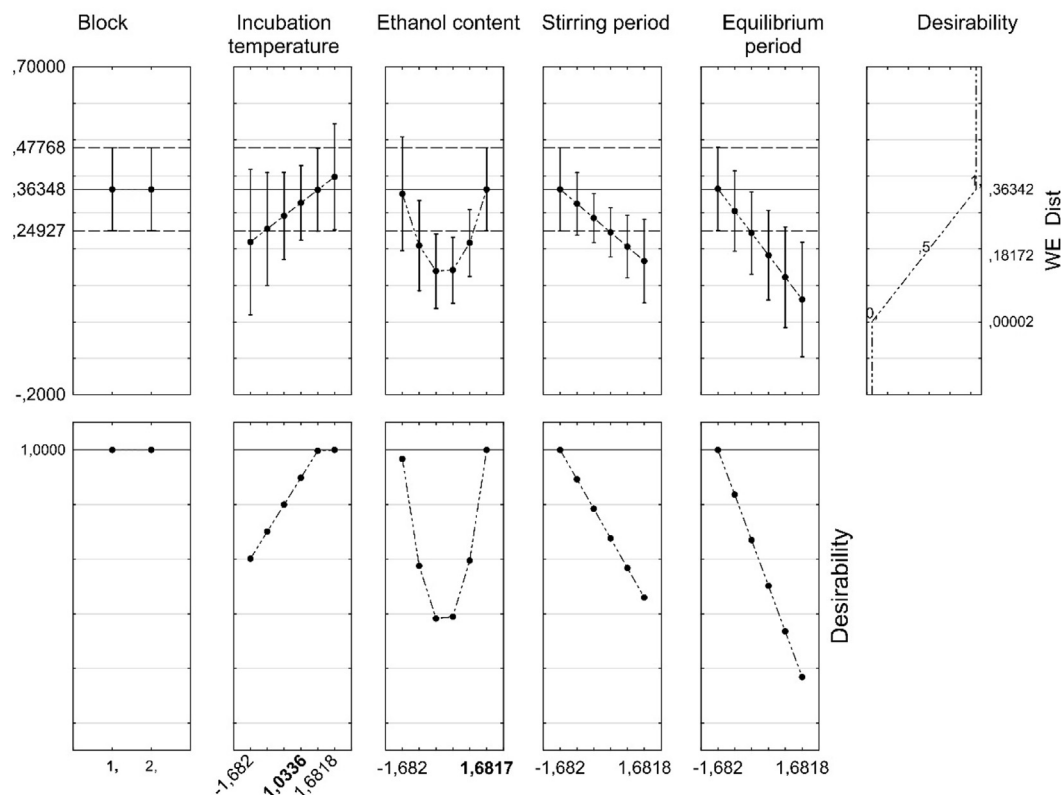 Block
Incubation
temperature
Ethanol content
Stirring period
Equilibrium
period
Desirability
,70000
,47768
,36348
,24927
-,2000
1,
,5
0,
,36342
,18172
,00002
WE Dist
1,0000
Desirability
1, 2,
-1,682 1,0336 1,6818
-1,682 1,6817
-1,682 1,6818
-1,682 1,6818